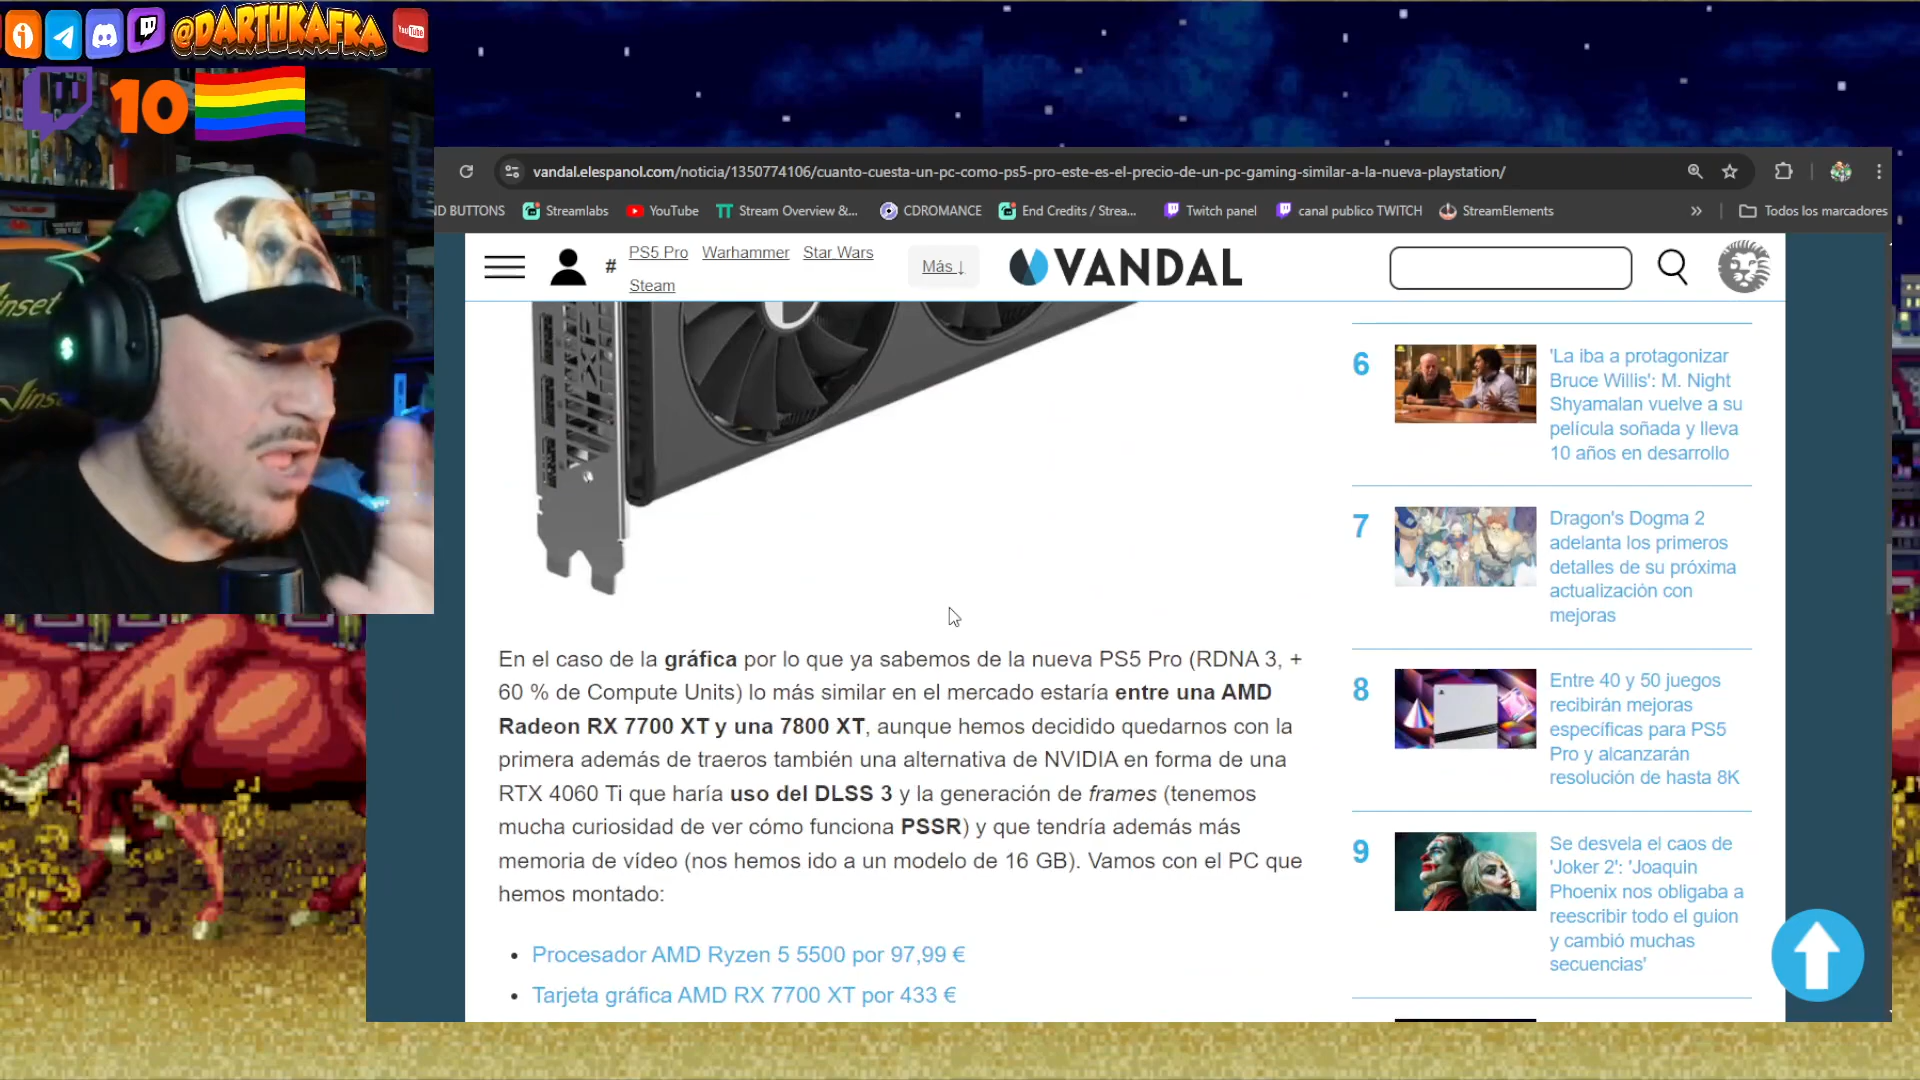 @DARTHKAFKA
YouTube
10
vandal.elespanol.com/noticia/1350774106/cuanto-cuesta-un-pc-como-ps5-pro-este-es-el-precio-de-un-pc-gaming-similar-a-la-nueva-playstation/
ND BUTTONS
Streamlabs
YouTube
Stream Overview &...
CDROMANCE
End Credits / Strea...
Twitch panel
canal publico TWITCH
StreamElements
»
Todos los marcadores
# PS5 Pro Warhammer Star Wars
Steam
Más ↓
VANDAL
En el caso de la gráfica por lo que ya sabemos de la nueva PS5 Pro (RDNA 3, +
60 % de Compute Units) lo más similar en el mercado estaría entre una AMD
Radeon RX 7700 XT y una 7800 XT, aunque hemos decidido quedarnos con la
primera además de traeros también una alternativa de NVIDIA en forma de una
RTX 4060 Ti que haría uso del DLSS 3 y la generación de frames (tenemos
mucha curiosidad de ver cómo funciona PSSR) y que tendría además más
memoria de vídeo (nos hemos ido a un modelo de 16 GB). Vamos con el PC que
hemos montado:
• Procesador AMD Ryzen 5 5500 por 97,99 €
• Tarjeta gráfica AMD RX 7700 XT por 433 €
6
'La iba a protagonizar
Bruce Willis': M. Night
Shyamalan vuelve a su
película soñada y lleva
10 años en desarrollo
7
Dragon's Dogma 2
adelanta los primeros
detalles de su próxima
actualización con
mejoras
8
Entre 40 y 50 juegos
recibirán mejoras
específicas para PS5
Pro y alcanzarán
resolución de hasta 8K
9
Se desvela el caos de
'Joker 2': 'Joaquin
Phoenix nos obligaba a
reescribir todo el guion
y cambió muchas
secuencias'